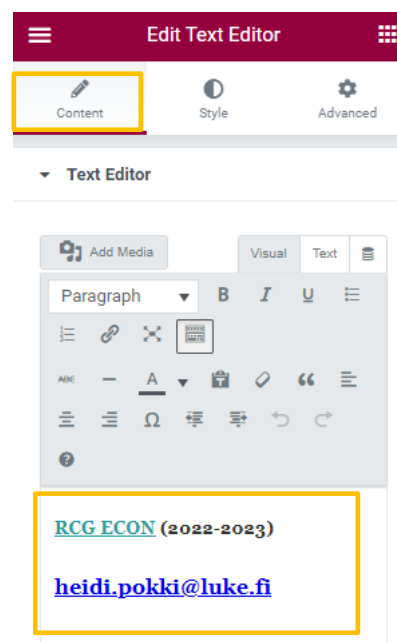 Edit Text Editor
Content Style Advanced
Text Editor
Add Media Visual Text
Paragraph B I U
ABC A
Ω
RCG ECON (2022-2023)
heidi.pokki@luke.fi